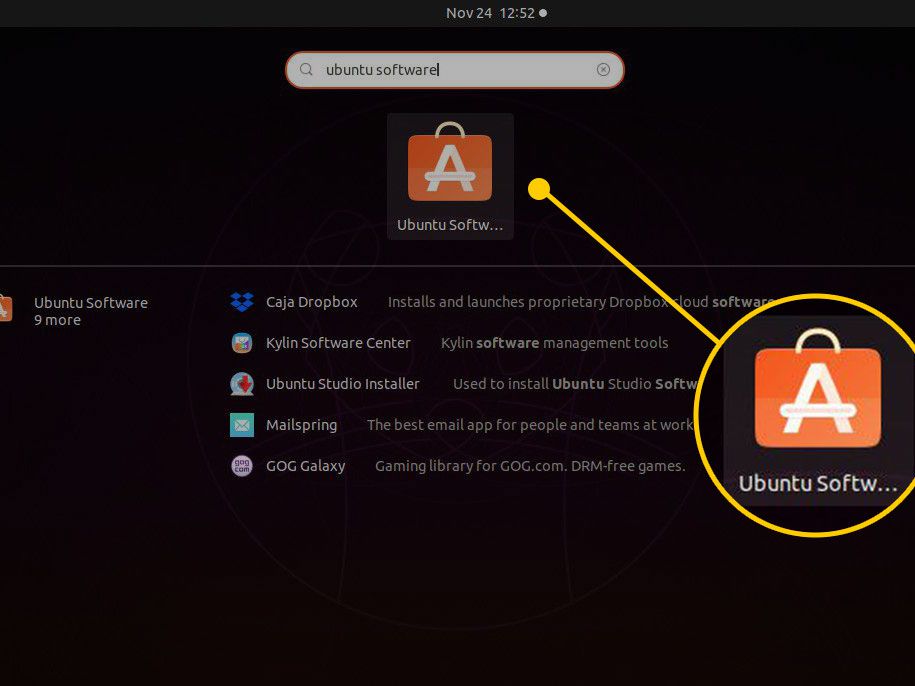 Nov 24 12:52
ubuntu software
Ubuntu Softw...
Ubuntu Software
9 more
Caja Dropbox Installs and launches proprietary Dropbox cloud software
Kylin Software Center Kylin software management tools
Ubuntu Studio Installer Used to install Ubuntu Studio Softw
Mailspring The best email app for people and teams at work
gog com GOG Galaxy Gaming library for GOG.com. DRM-free games.
Ubuntu Softw...